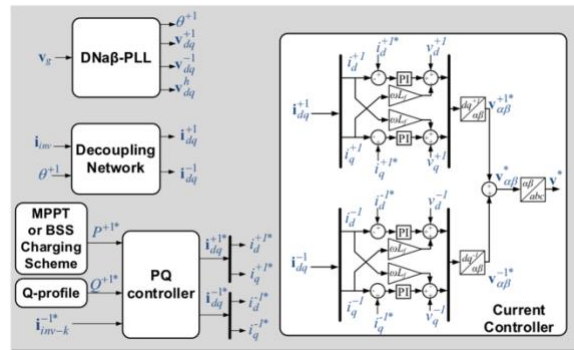 v_g
DNaβ-PLL
θ^{+1}
v_{dq}^{+1}
v_{dq}^{-1}
v_{dq}^{h}
i_{inv}
θ^{+1}
Decoupling
Network
i_{dq}^{+1}
i_{dq}^{-1}
MPPT
or BSS
Charging
Scheme
P^{+1*}
Q-profile
Q^{+1*}
i_{inv-k}^{-1*}
PQ
controller
i_{dq}^{+1*}
i_d^{+1*}
i_q^{+1*}
i_{dq}^{-1*}
i_d^{-1*}
i_q^{-1*}
i_{dq}^{+1}
i_d^{+1}
i_d^{+1*}
v_d^{+1}
PI
ωL_f
ωL_f
PI
i_q^{+1}
i_q^{+1*}
v_q^{+1}
dq^{+1}
αβ
v_{αβ}^{+1*}
v_{αβ}^{*}
αβ
abc
v^*
i_{dq}^{-1}
i_d^{-1}
i_d^{-1*}
v_d^{-1}
PI
ωL_f
ωL_f
PI
i_q^{-1}
i_q^{-1*}
v_q^{-1}
dq^{-1}
αβ
v_{αβ}^{-1*}
Current
Controller